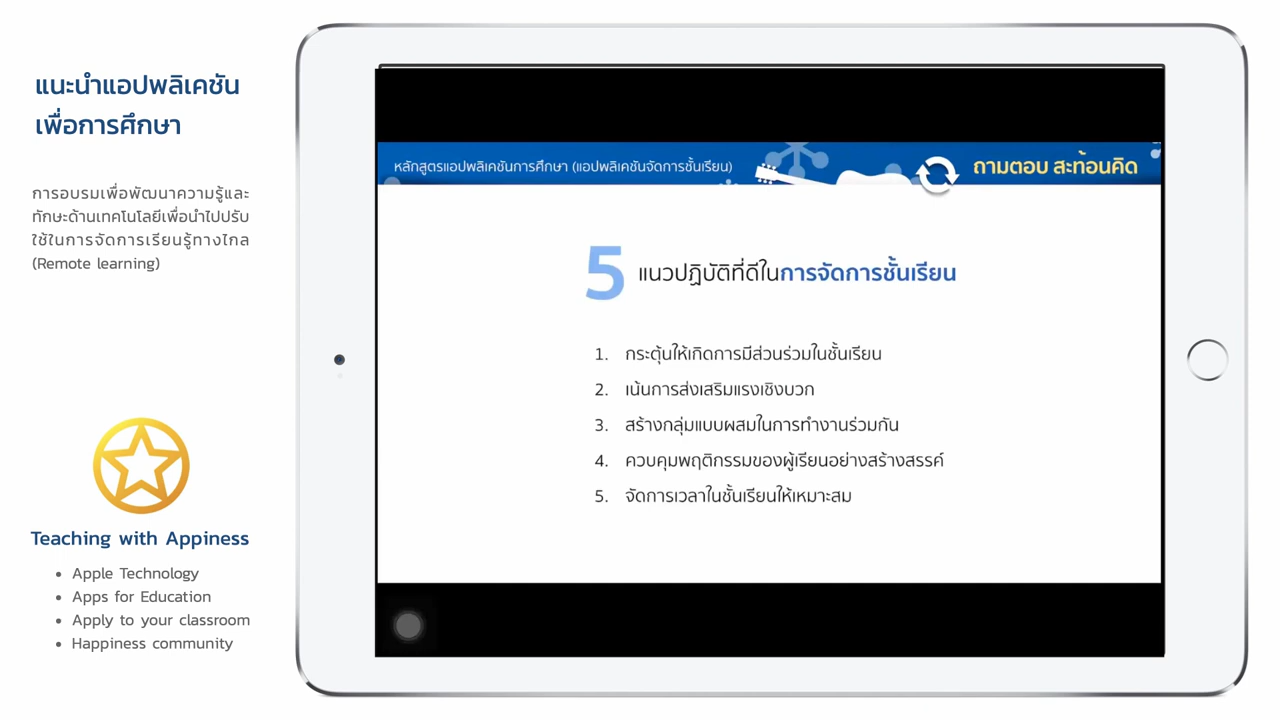 แนะนำแอปพลิเคชัน
เพื่อการศึกษา
การอบรมเพื่อพัฒนาความรู้และ
ทักษะด้านเทคโนโลยีเพื่อนำไปปรับ
ใช้ในการจัดการเรียนรู้ทางไกล
(Remote learning)
Teaching with Appiness
• Apple Technology
• Apps for Education
• Apply to your classroom
• Happiness community
หลักสูตรแอปพลิเคชันการศึกษา (แอปพลิเคชันจัดการชั้นเรียน)
ถามตอบ สะท้อนคิด
5 แนวปฏิบัติที่ดีในการจัดการชั้นเรียน
1. กระตุ้นให้เกิดการมีส่วนร่วมในชั้นเรียน
2. เน้นการส่งเสริมแรงเชิงบวก
3. สร้างกลุ่มแบบผสมในการทำงานร่วมกัน
4. ควบคุมพฤติกรรมของผู้เรียนอย่างสร้างสรรค์
5. จัดการเวลาในชั้นเรียนให้เหมาะสม